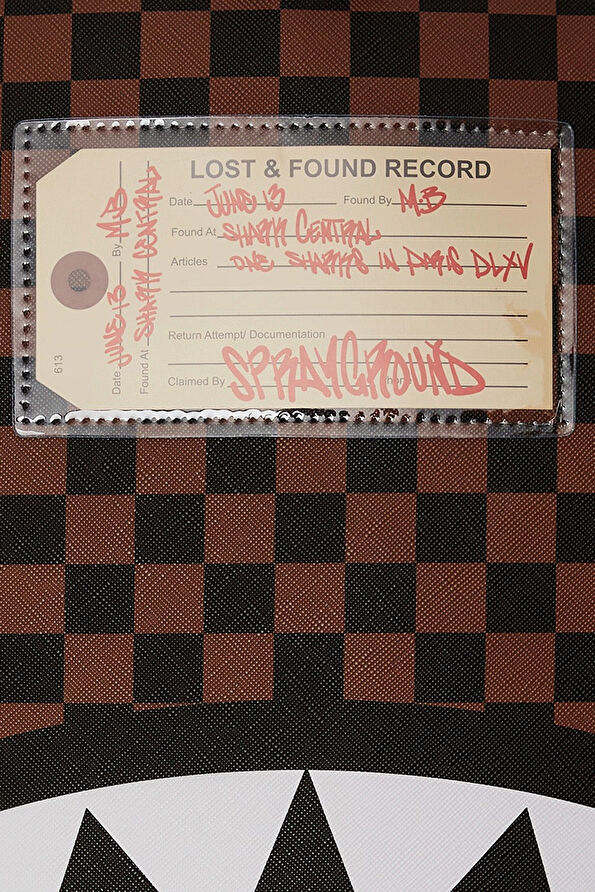 LOST & FOUND RECORD
Date JUNE 13 Found By M.B
Found At SHARK CENTRAL
Articles ONE SHARKS IN PARIS DLXV
Return Attempt/ Documentation
Claimed By SPRAYGROUND
Date JUNE 13 By M.B
Found At SHARK CENTRAL
613